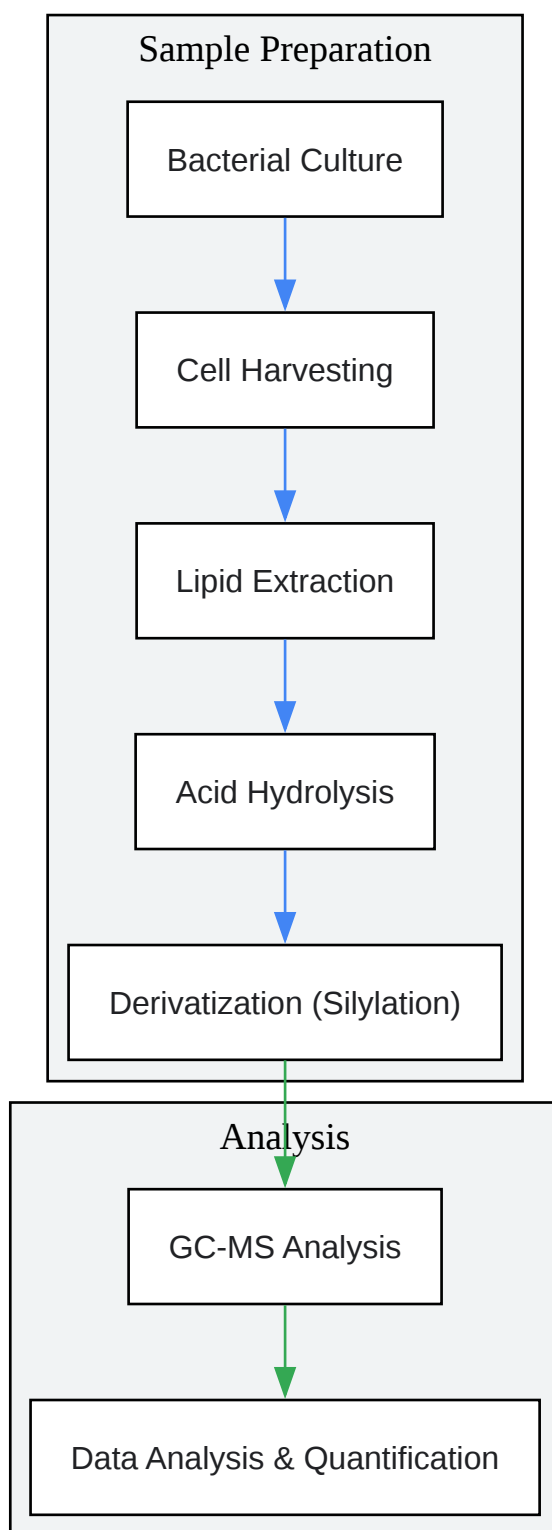 Sample Preparation
Bacterial Culture
Cell Harvesting
Lipid Extraction
Acid Hydrolysis
Derivatization (Silylation)
Analysis
GC-MS Analysis
Data Analysis & Quantification